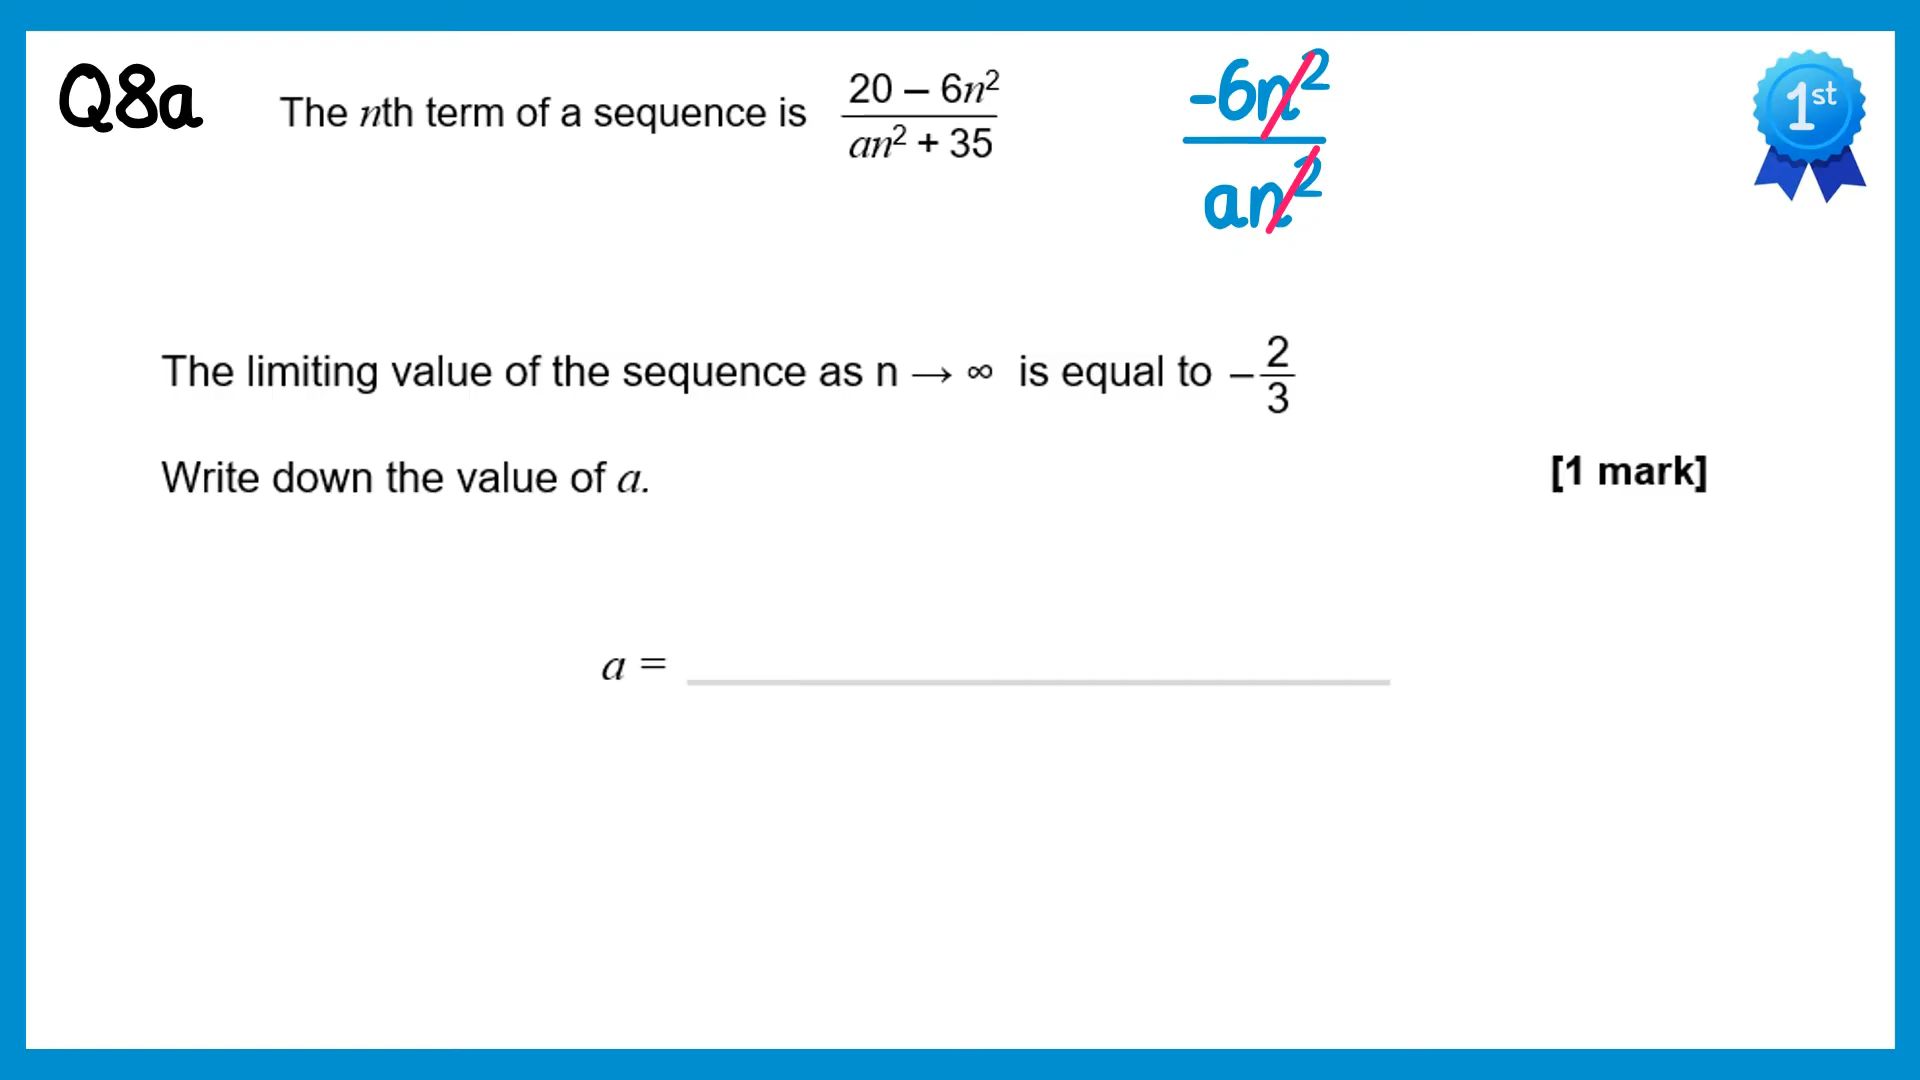 Q8a
The nth term of a sequence is
20 – 6n²
an² + 35
-6n²
an²
1st
The limiting value of the sequence as n → ∞ is equal to –2/3
Write down the value of a.
[1 mark]
a =